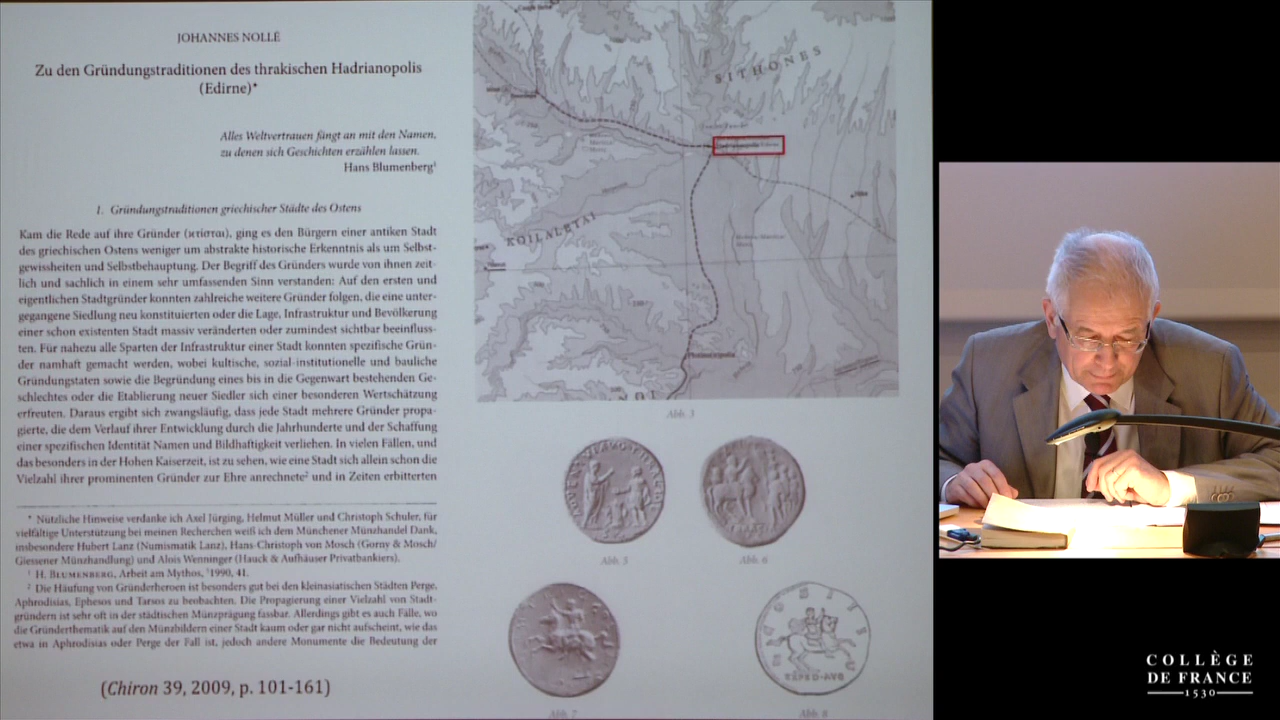 JOHANNES NOLLÉ
Zu den Gründungstraditionen des thrakischen Hadrianopolis
(Edirne)*
Alles Weltvertrauen fängt an mit den Namen,
zu denen sich Geschichten erzählen lassen.
Hans Blumenberg¹
1. Gründungstraditionen griechischer Städte des Ostens
Kam die Rede auf ihre Gründer (κτίσται), ging es den Bürgern einer antiken Stadt
des griechischen Ostens weniger um abstrakte historische Erkenntnis als um Selbst-
gewissheiten und Selbstbehauptung. Der Begriff des Gründers wurde von ihnen zeit-
lich und sachlich in einem sehr umfassenden Sinn verstanden: Auf den ersten und
eigentlichen Stadtgründer konnten zahlreiche weitere Gründer folgen, die eine unter-
gegangene Siedlung neu konstituierten oder die Lage, Infrastruktur und Bevölkerung
einer schon existenten Stadt massiv veränderten oder zumindest sichtbar beeinfluss-
ten. Für nahezu alle Sparten der Infrastruktur einer Stadt konnten spezifische Grün-
der namhaft gemacht werden, wobei kultische, sozial-institutionelle und bauliche
Gründungstaten sowie die Begründung eines bis in die Gegenwart bestehenden Ge-
schlechtes oder die Etablierung neuer Siedler sich einer besonderen Wertschätzung
erfreuten. Daraus ergibt sich zwangsläufig, dass jede Stadt mehrere Gründer propa-
gierte, die dem Verlauf ihrer Entwicklung durch die Jahrhunderte und der Schaffung
einer spezifischen Identität Namen und Bildhaftigkeit verliehen. In vielen Fällen, und
das besonders in der Hohen Kaiserzeit, ist zu sehen, wie eine Stadt sich allein schon die
Vielzahl ihrer prominenten Gründer zur Ehre anrechnete² und in Zeiten erbitterten
* Nützliche Hinweise verdanke ich Axel Jürging, Helmut Müller und Christoph Schuler, für
vielfältige Unterstützung bei meinen Recherchen weiß ich dem Münchener Münzhandel Dank,
insbesondere Hubert Lanz (Numismatik Lanz), Hans-Christoph von Mosch (Gorny & Mosch/
Giessener Münzhandlung) und Alois Wenninger (Hauck & Aufhäuser Privatbankiers).
¹ H. BLUMENBERG, Arbeit am Mythos, ⁵1990, 41.
² Die Häufung von Gründerheroen ist besonders gut bei den kleinasiatischen Städten Perge,
Aphrodisias, Ephesos und Tarsos zu beobachten. Die Propagierung einer Vielzahl von Stadt-
gründern ist sehr oft in der städtischen Münzprägung fassbar. Allerdings gibt es auch Fälle, wo
die Gründerthematik auf den Münzbildern einer Stadt kaum oder gar nicht aufscheint, wie das
etwa in Aphrodisias oder Perge der Fall ist, jedoch andere Monumente die Bedeutung der
(Chiron 39, 2009, p. 101-161)
SITHONES
KOILALETAI
Abb. 3
Abb. 5
Abb. 6
EXPED·AVG
Abb. 7
Abb. 8
COLLÈGE
DE FRANCE
1530